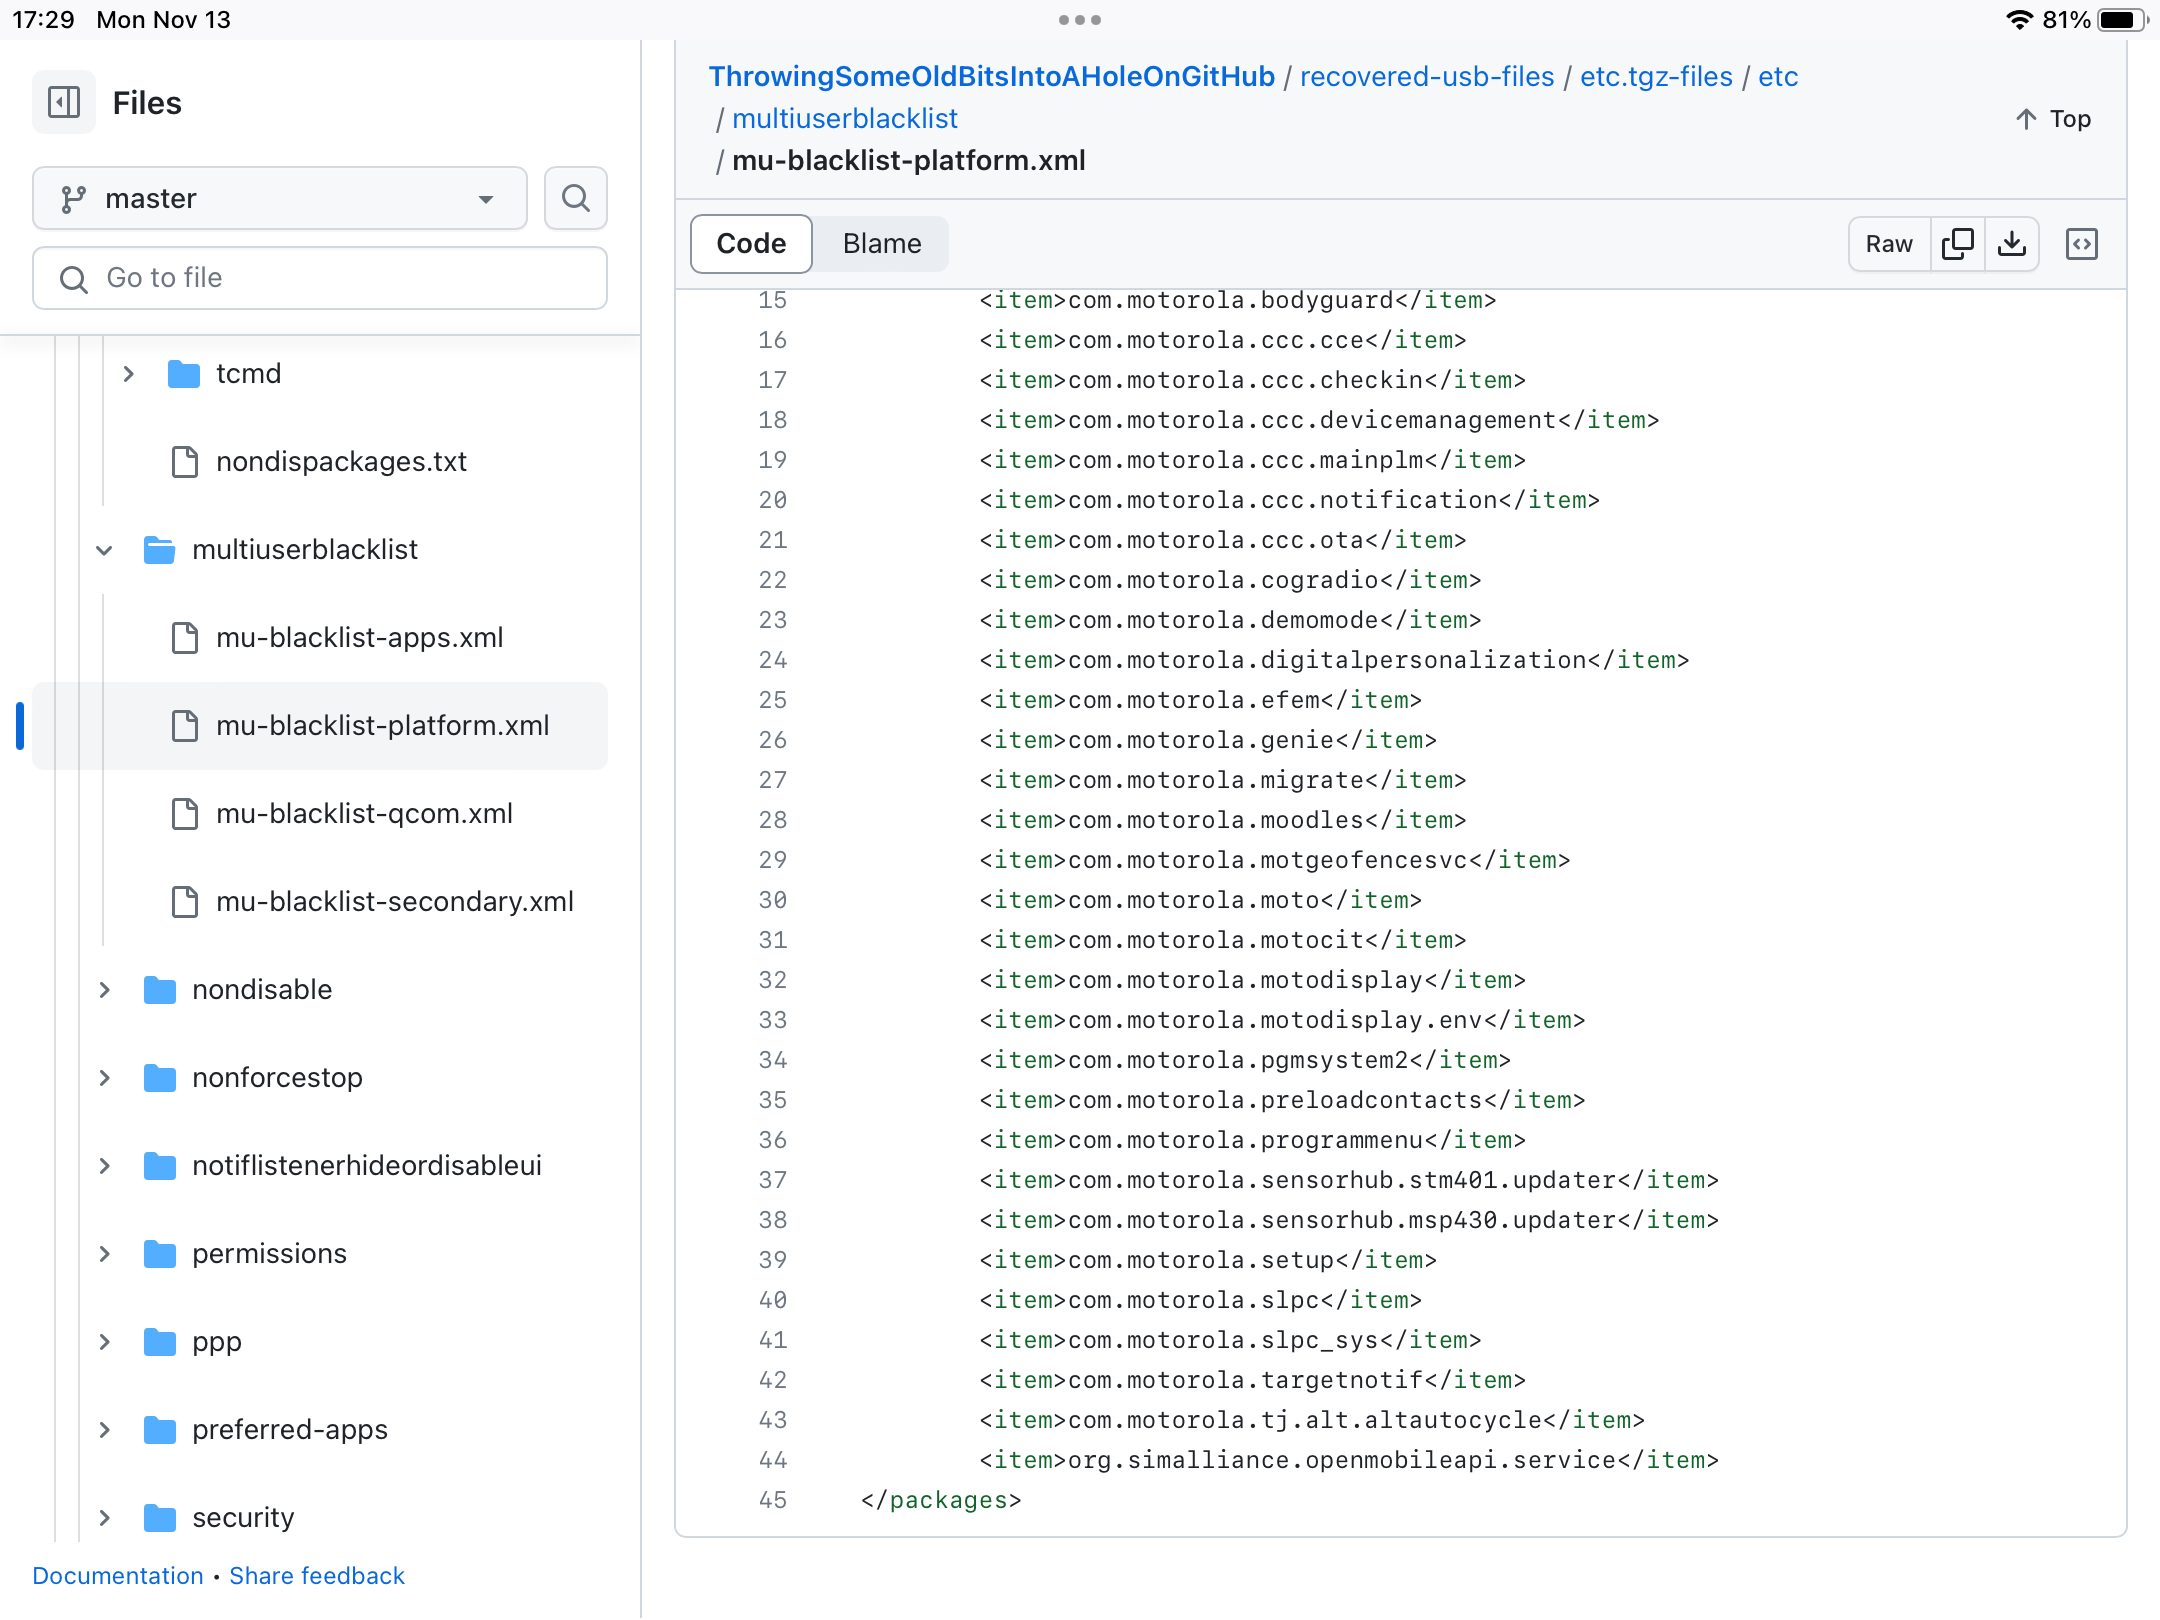 17:29 Mon Nov 13
81%
Files
master
Go to file
tcmd
nondispackages.txt
multiuserblacklist
mu-blacklist-apps.xml
mu-blacklist-platform.xml
mu-blacklist-qcom.xml
mu-blacklist-secondary.xml
nondisable
nonforcestop
notiflistenerhideordisableui
permissions
ppp
preferred-apps
security
Documentation • Share feedback
ThrowingSomeOldBitsIntoAHoleOnGitHub / recovered-usb-files / etc.tgz-files / etc
/ multiuserblacklist
/ mu-blacklist-platform.xml
Top
Code Blame
Raw
15 <item>com.motorola.bodyguard</item>
16 <item>com.motorola.ccc.cce</item>
17 <item>com.motorola.ccc.checkin</item>
18 <item>com.motorola.ccc.devicemanagement</item>
19 <item>com.motorola.ccc.mainplm</item>
20 <item>com.motorola.ccc.notification</item>
21 <item>com.motorola.ccc.ota</item>
22 <item>com.motorola.cogradio</item>
23 <item>com.motorola.demomode</item>
24 <item>com.motorola.digitalpersonalization</item>
25 <item>com.motorola.efem</item>
26 <item>com.motorola.genie</item>
27 <item>com.motorola.migrate</item>
28 <item>com.motorola.moodles</item>
29 <item>com.motorola.motgeofencesvc</item>
30 <item>com.motorola.moto</item>
31 <item>com.motorola.motocit</item>
32 <item>com.motorola.motodisplay</item>
33 <item>com.motorola.motodisplay.env</item>
34 <item>com.motorola.pgmsystem2</item>
35 <item>com.motorola.preloadcontacts</item>
36 <item>com.motorola.programmenu</item>
37 <item>com.motorola.sensorhub.stm401.updater</item>
38 <item>com.motorola.sensorhub.msp430.updater</item>
39 <item>com.motorola.setup</item>
40 <item>com.motorola.slpc</item>
41 <item>com.motorola.slpc_sys</item>
42 <item>com.motorola.targetnotif</item>
43 <item>com.motorola.tj.alt.altautocycle</item>
44 <item>org.simalliance.openmobileapi.service</item>
45 </packages>